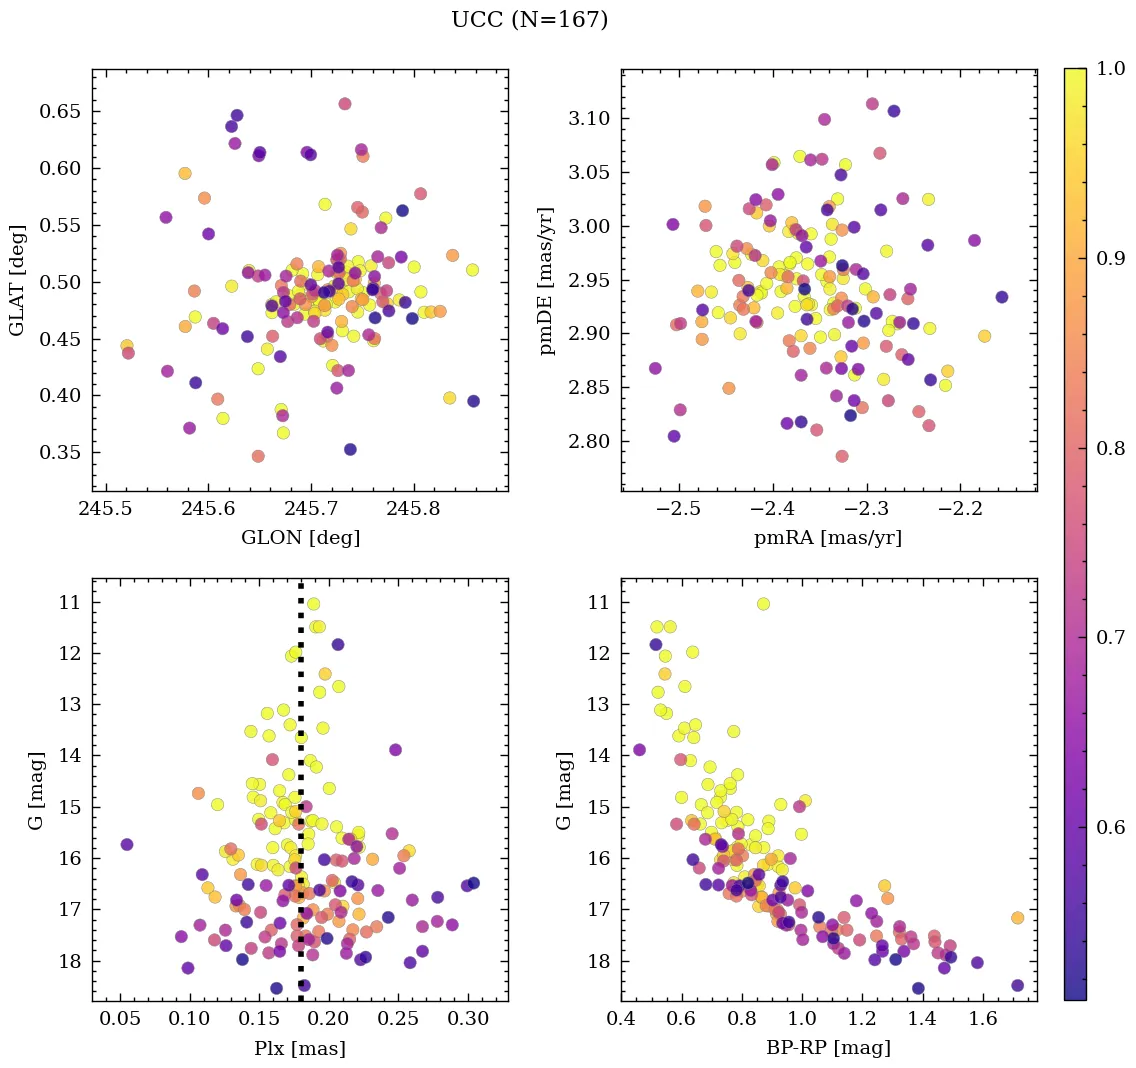 UCC (N=167)
0.65
0.60
0.55
0.50
0.45
0.40
0.35
GLAT [deg]
245.5 245.6 245.7 245.8
GLON [deg]
3.10
3.05
3.00
2.95
2.90
2.85
2.80
pmDE [mas/yr]
−2.5 −2.4 −2.3 −2.2
pmRA [mas/yr]
11
12
13
14
15
16
17
18
G [mag]
0.05 0.10 0.15 0.20 0.25 0.30
Plx [mas]
11
12
13
14
15
16
17
18
G [mag]
0.4 0.6 0.8 1.0 1.2 1.4 1.6
BP-RP [mag]
1.0
0.9
0.8
0.7
0.6